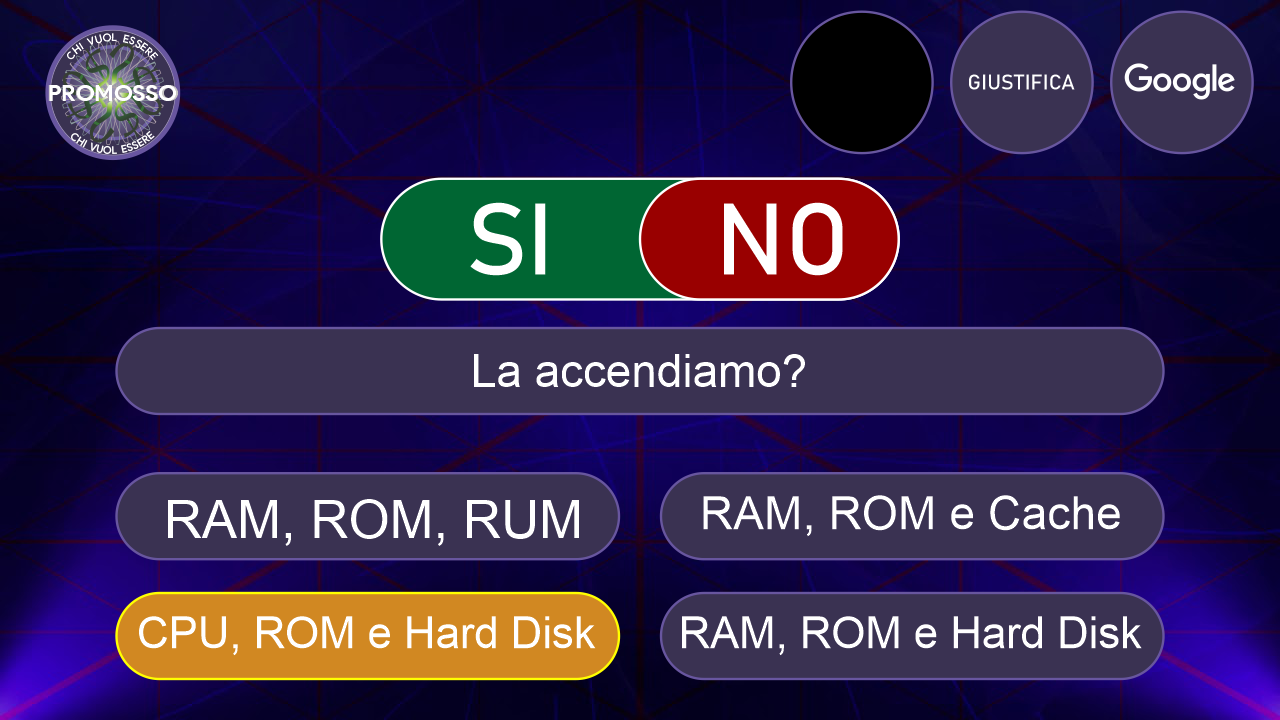 CHI VUOL ESSERE
PROMOSSO
CHI VUOL ESSERE
GIUSTIFICA
Google
SI
NO
La accendiamo?
RAM, ROM, RUM
RAM, ROM e Cache
CPU, ROM e Hard Disk
RAM, ROM e Hard Disk